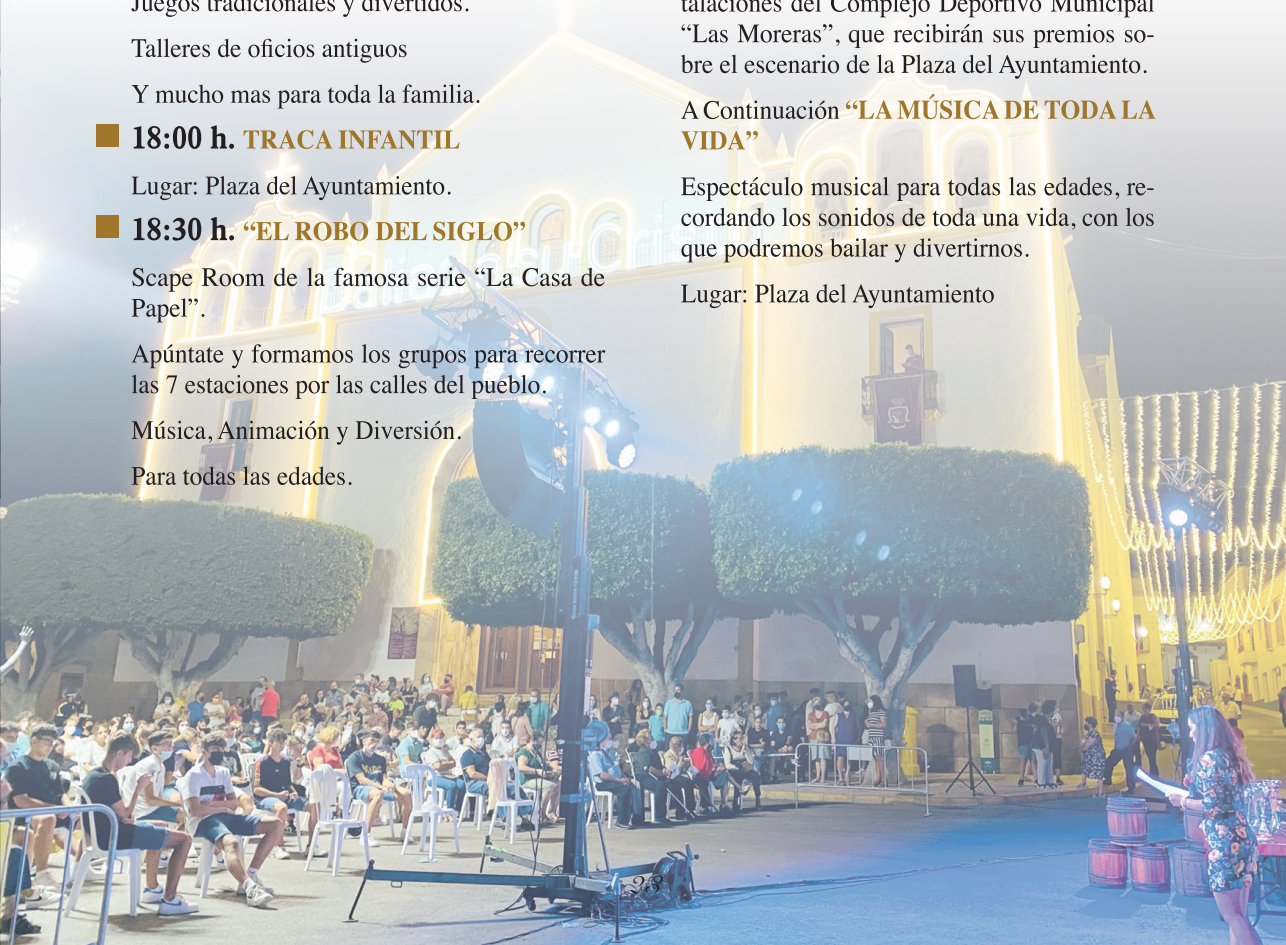 Juegos tradicionales y divertidos.
Talleres de oficios antiguos
Y mucho mas para toda la familia.
18:00 h. TRACA INFANTIL
Lugar: Plaza del Ayuntamiento.
18:30 h. “EL ROBO DEL SIGLO”
Scape Room de la famosa serie “La Casa de
Papel”.
Apúntate y formamos los grupos para recorrer
las 7 estaciones por las calles del pueblo.
Música, Animación y Diversión.
Para todas las edades.
talaciones del Complejo Deportivo Municipal
“Las Moreras”, que recibirán sus premios so-
bre el escenario de la Plaza del Ayuntamiento.
A Continuación “LA MÚSICA DE TODA LA
VIDA”
Espectáculo musical para todas las edades, re-
cordando los sonidos de toda una vida, con los
que podremos bailar y divertirnos.
Lugar: Plaza del Ayuntamiento
23